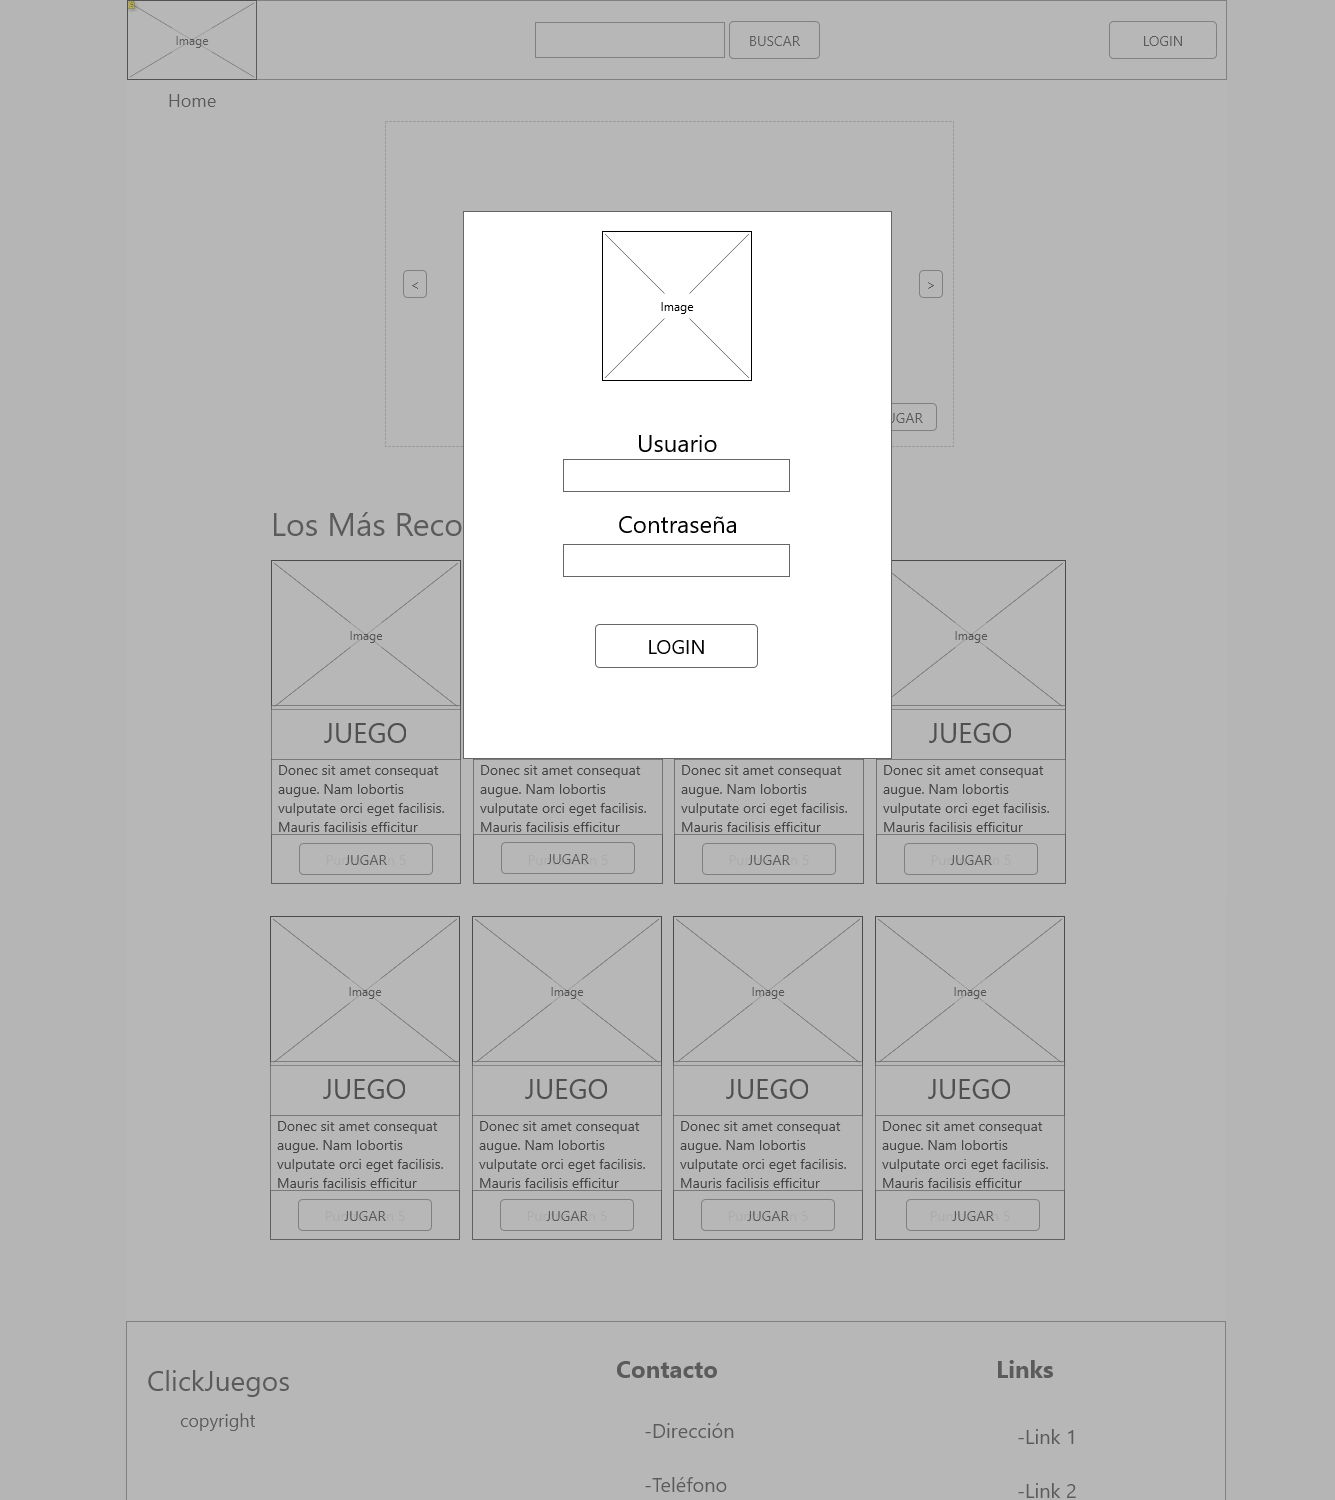 Image
BUSCAR
LOGIN
Home
<
>
Image
Usuario
Contraseña
LOGIN
Los Más Reco
Image
Image
JUEGO
JUEGO
Donec sit amet consequat
augue. Nam lobortis
vulputate orci eget facilisis.
Mauris facilisis efficitur
JUGAR
Donec sit amet consequat
augue. Nam lobortis
vulputate orci eget facilisis.
Mauris facilisis efficitur
JUGAR
Donec sit amet consequat
augue. Nam lobortis
vulputate orci eget facilisis.
Mauris facilisis efficitur
JUGAR
Donec sit amet consequat
augue. Nam lobortis
vulputate orci eget facilisis.
Mauris facilisis efficitur
JUGAR
Image
JUEGO
Donec sit amet consequat
augue. Nam lobortis
vulputate orci eget facilisis.
Mauris facilisis efficitur
JUGAR
Image
JUEGO
Donec sit amet consequat
augue. Nam lobortis
vulputate orci eget facilisis.
Mauris facilisis efficitur
JUGAR
Image
JUEGO
Donec sit amet consequat
augue. Nam lobortis
vulputate orci eget facilisis.
Mauris facilisis efficitur
JUGAR
Image
JUEGO
Donec sit amet consequat
augue. Nam lobortis
vulputate orci eget facilisis.
Mauris facilisis efficitur
JUGAR
ClickJuegos
copyright
Contacto
-Dirección
-Teléfono
Links
-Link 1
-Link 2